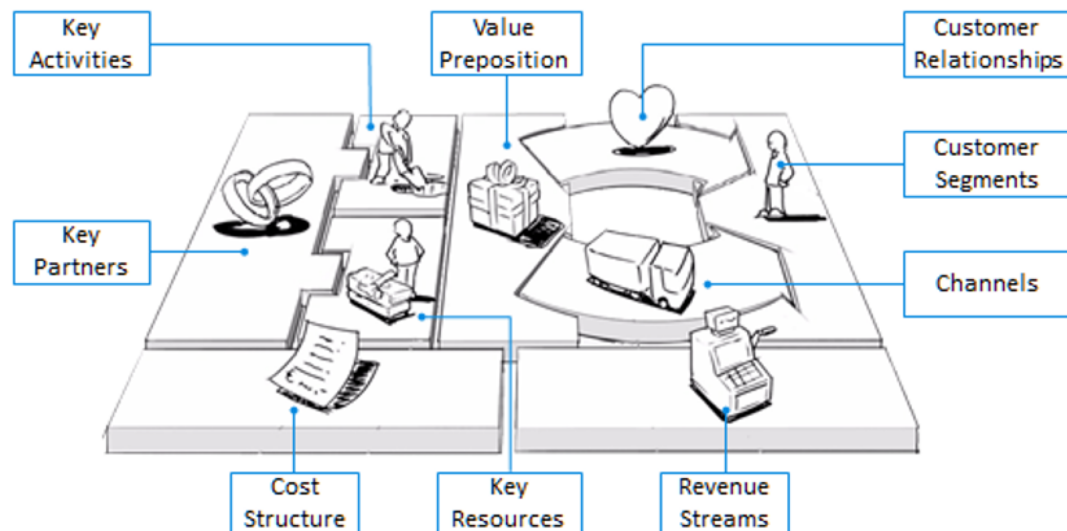 Key
Activities
Value
Preposition
Customer
Relationships
Customer
Segments
Key
Partners
Channels
Cost
Structure
Key
Resources
Revenue
Streams